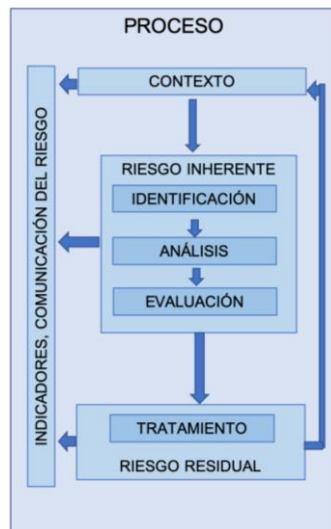 PROCESO
CONTEXTO
RIESGO INHERENTE
IDENTIFICACIÓN
ANÁLISIS
EVALUACIÓN
TRATAMIENTO
RIESGO RESIDUAL
INDICADORES, COMUNICACIÓN DEL RIESGO